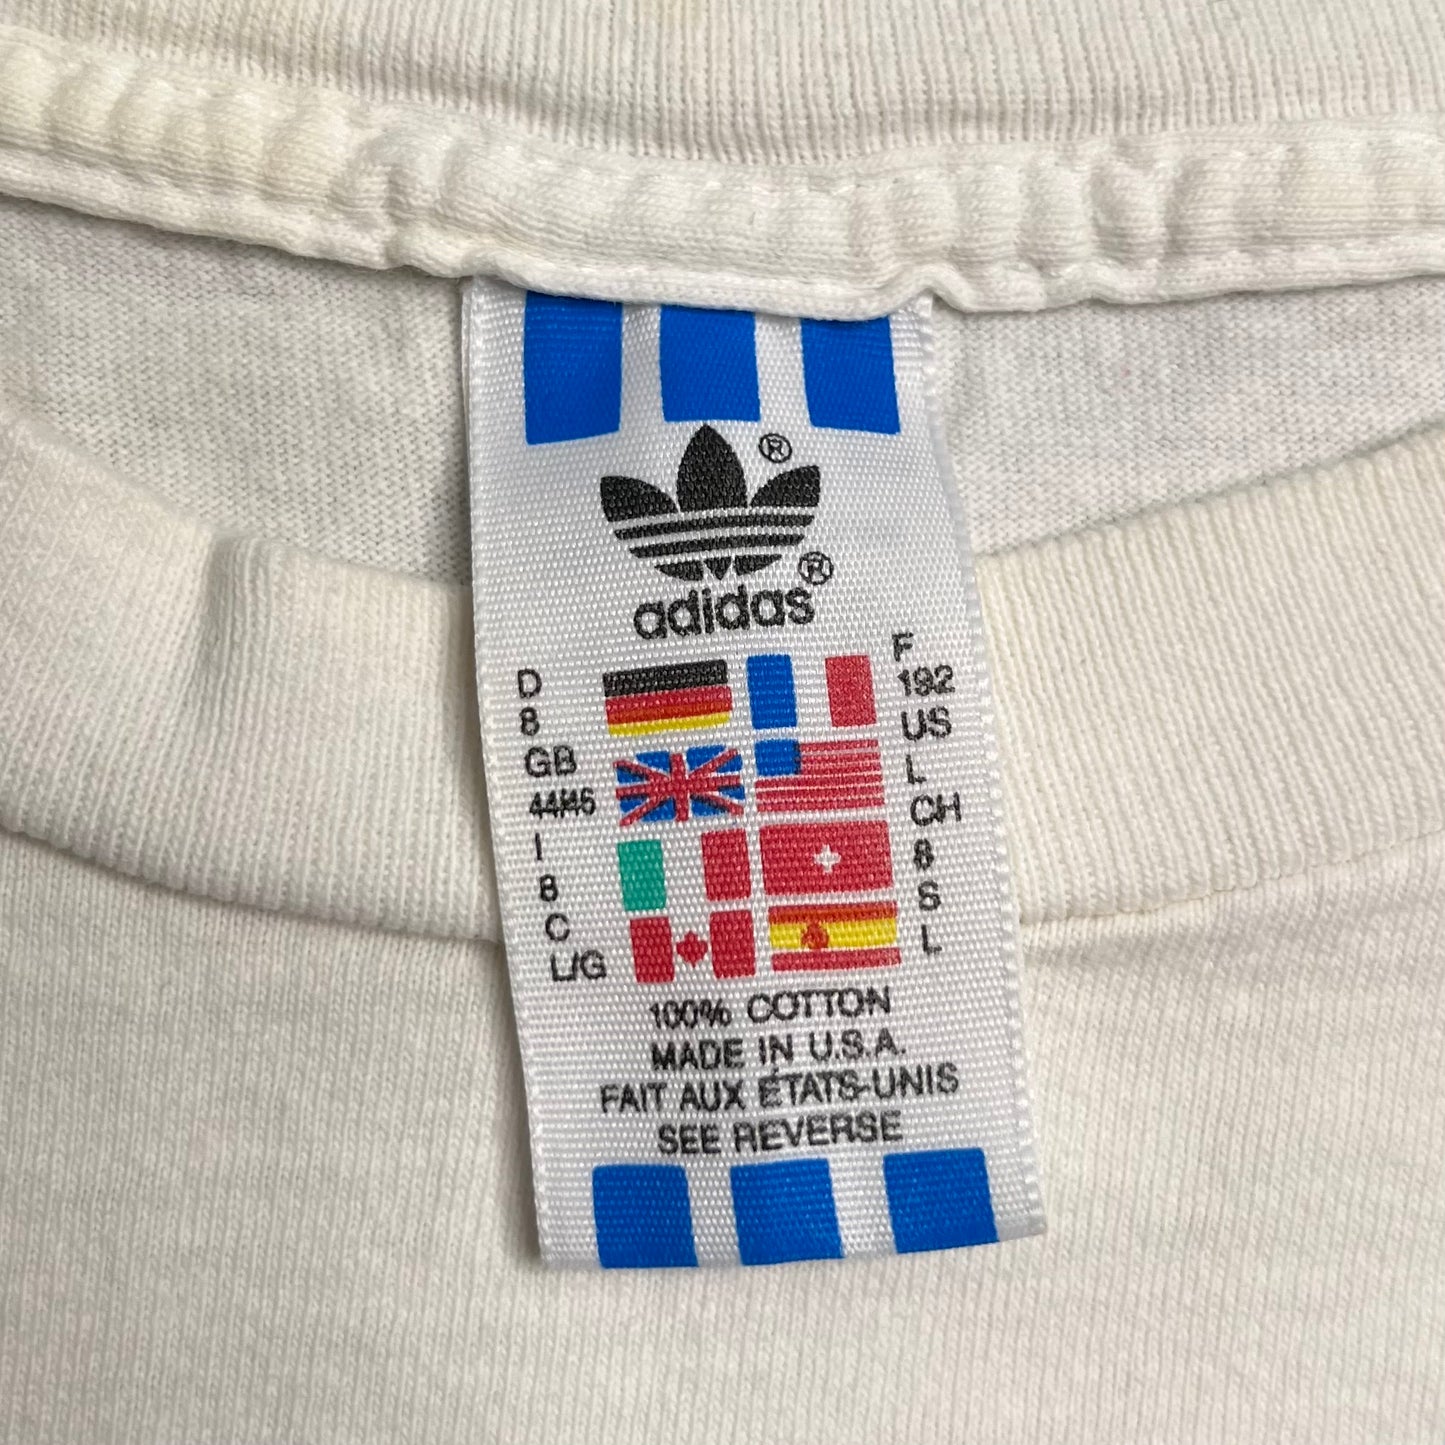 ®
®
adidas
D
8
GB
44/46
I
8
C
L/G
F
192
US
L
CH
8
S
L
100% COTTON
MADE IN U.S.A.
FAIT AUX ÉTATS-UNIS
SEE REVERSE